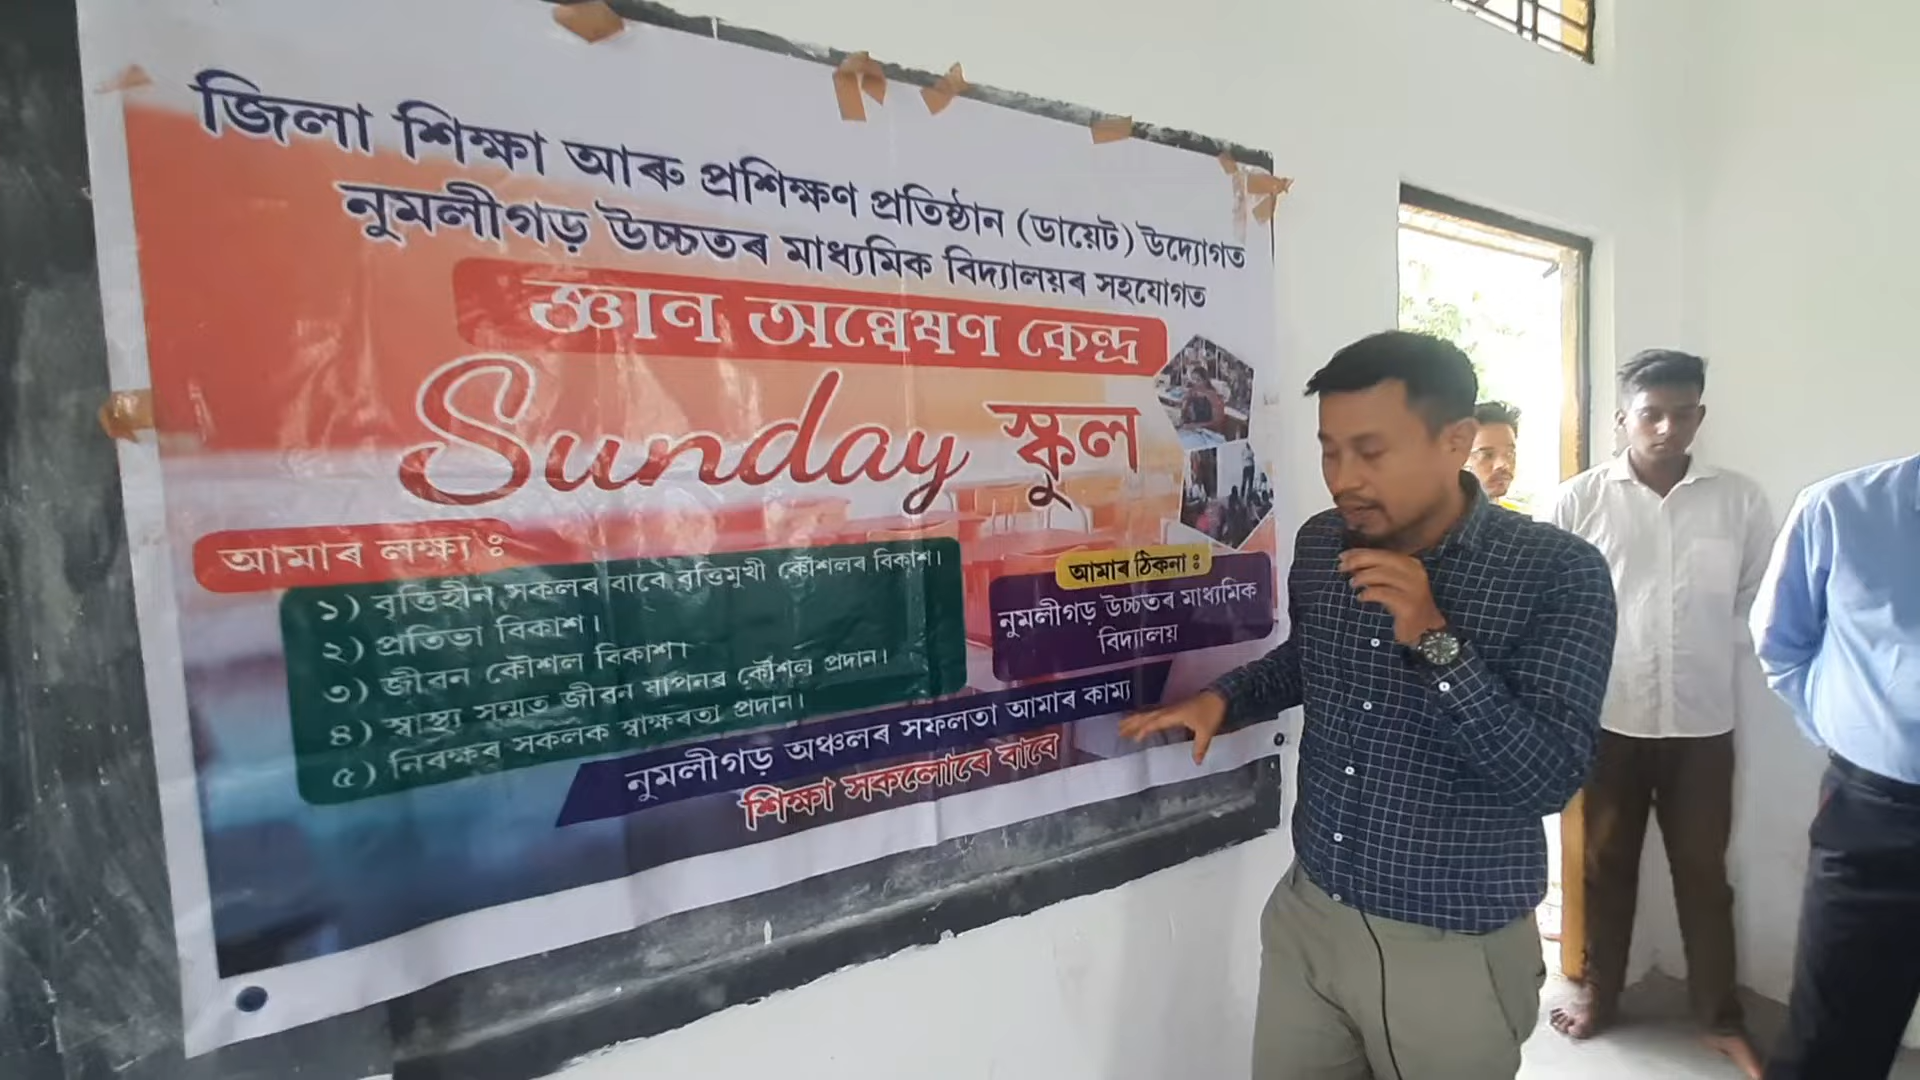 জিলা শিক্ষা আৰু প্ৰশিক্ষণ প্ৰতিষ্ঠান (ডায়েট) উদ্যোগত
নুমলীগড় উচ্চতৰ মাধ্যমিক বিদ্যালয়ৰ সহযোগত
জ্ঞান অন্বেষণ কেন্দ্ৰ
Sunday স্কুল
আমাৰ লক্ষ্য ঃ
১) বৃত্তিহীন সকলৰ বাবে বৃত্তিমুখী কৌশলৰ বিকাশ।
২) প্ৰতিভা বিকাশ।
৩) জীৱন কৌশল বিকাশ।
৪) স্বাস্থ্য সন্মত জীৱন যাপনৰ কৌশল প্ৰদান।
৫) নিৰক্ষৰ সকলক স্বাক্ষৰতা প্ৰদান।
আমাৰ ঠিকনা ঃ
নুমলীগড় উচ্চতৰ মাধ্যমিক
বিদ্যালয়
নুমলীগড় অঞ্চলৰ সফলতা আমাৰ কাম্য
শিক্ষা সকলোৰে বাবে